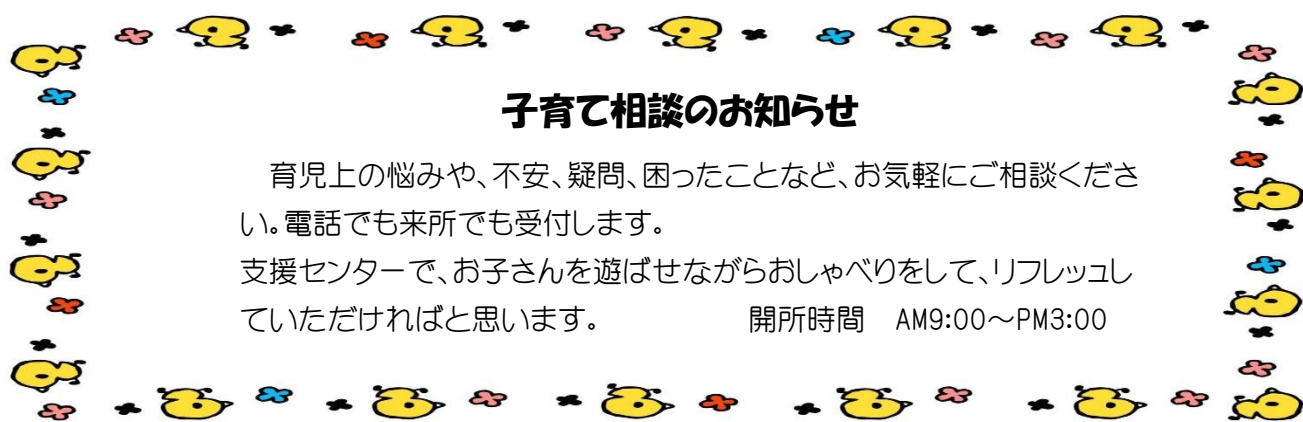 子育て相談のお知らせ
　育児上の悩みや、不安、疑問、困ったことなど、お気軽にご相談くださ
い。電話でも来所でも受付します。
支援センターで、お子さんを遊ばせながらおしゃべりをして、リフレッシュし
ていただければと思います。　　　　　開所時間　AM9:00～PM3:00